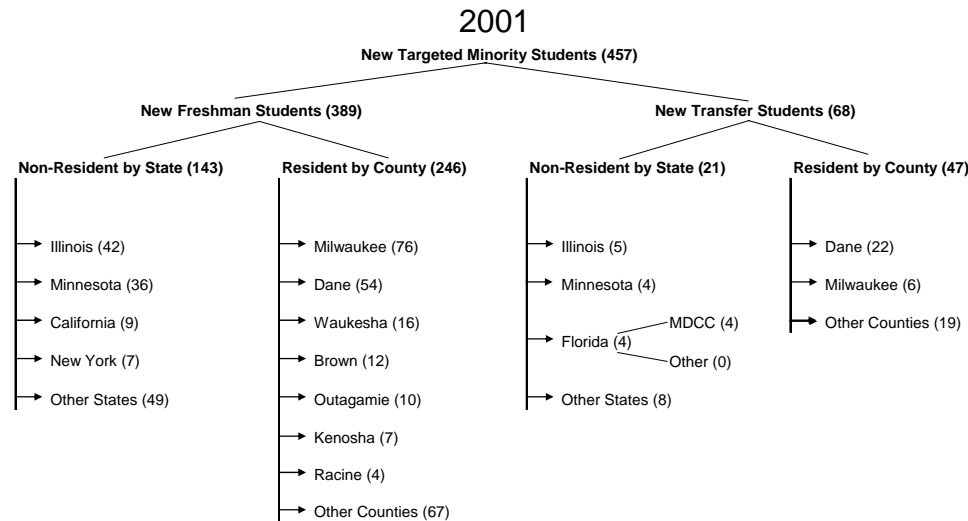 2001
New Targeted Minority Students (457)
New Freshman Students (389)
New Transfer Students (68)
Non-Resident by State (143)
Resident by County (246)
Non-Resident by State (21)
Resident by County (47)
Illinois (42)
Minnesota (36)
California (9)
New York (7)
Other States (49)
Milwaukee (76)
Dane (54)
Waukesha (16)
Brown (12)
Outagamie (10)
Kenosha (7)
Racine (4)
Other Counties (67)
Illinois (5)
Minnesota (4)
Florida (4)
MDCC (4)
Other (0)
Other States (8)
Dane (22)
Milwaukee (6)
Other Counties (19)